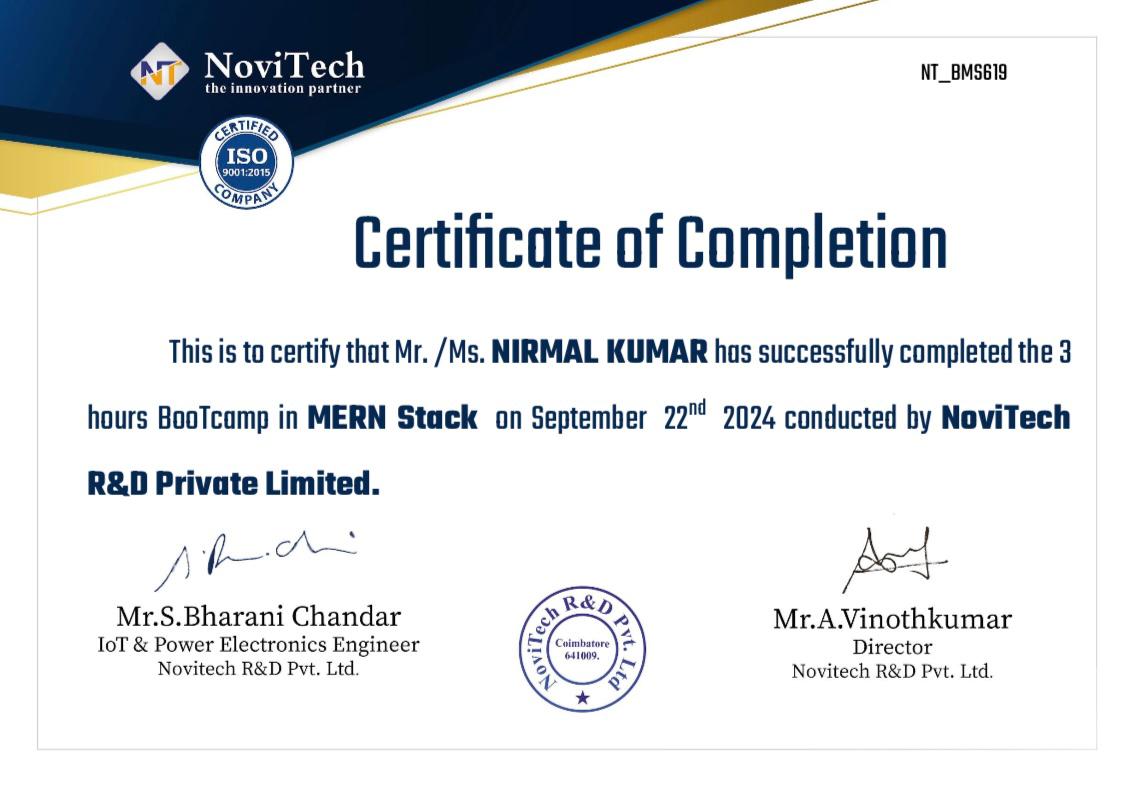 NT
NoviTech
the innovation partner
NT_BMS619
CERTIFIED
ISO
9001:2015
COMPANY
Certificate of Completion
This is to certify that Mr. /Ms. NIRMAL KUMAR has successfully completed the 3
hours BooTcamp in MERN Stack on September 22nd 2024 conducted by NoviTech
R&D Private Limited.
Mr.S.Bharani Chandar
IoT & Power Electronics Engineer
Novitech R&D Pvt. Ltd.
NoviTech R&D Pvt. Ltd
Coimbatore
641009.
Mr.A.Vinothkumar
Director
Novitech R&D Pvt. Ltd.